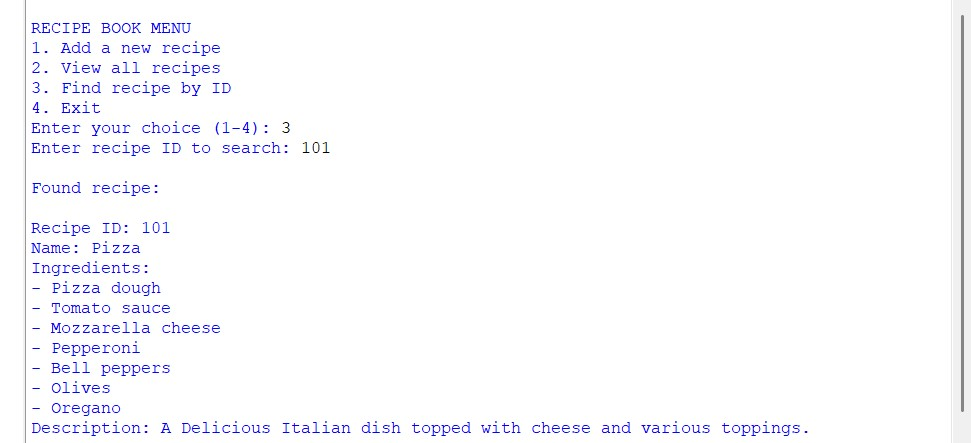 RECIPE BOOK MENU
1. Add a new recipe
2. View all recipes
3. Find recipe by ID
4. Exit
Enter your choice (1-4): 3
Enter recipe ID to search: 101
Found recipe:
Recipe ID: 101
Name: Pizza
Ingredients:
- Pizza dough
- Tomato sauce
- Mozzarella cheese
- Pepperoni
- Bell peppers
- Olives
- Oregano
Description: A Delicious Italian dish topped with cheese and various toppings.